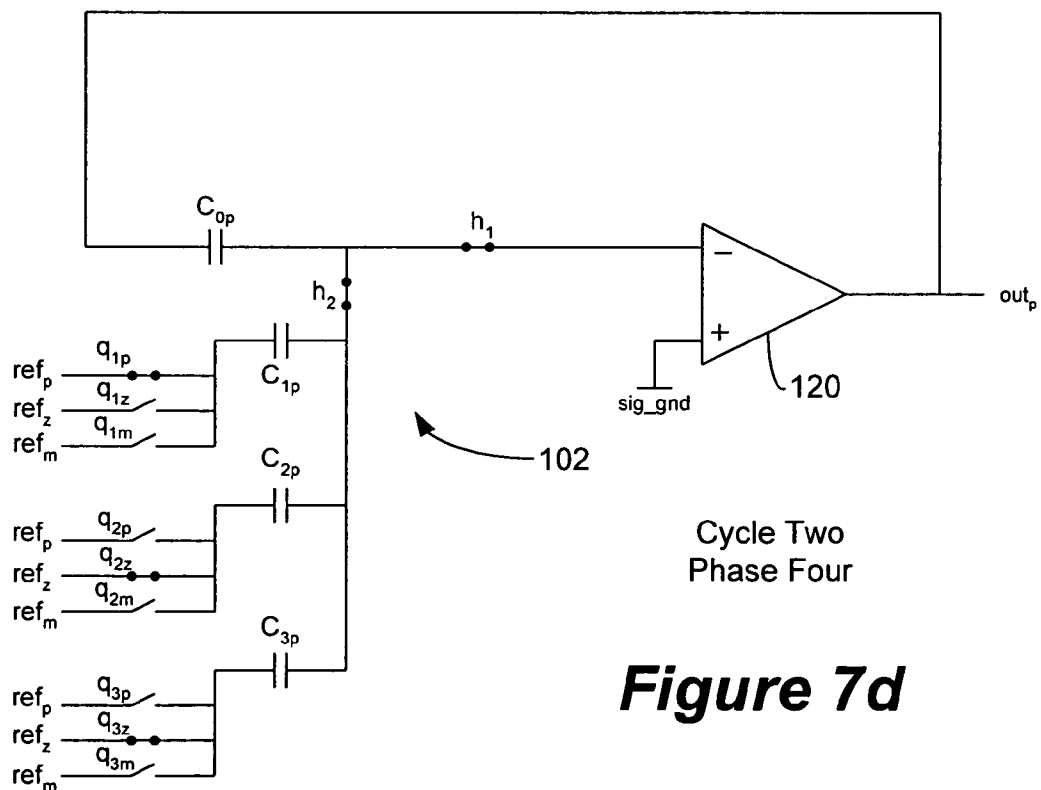 C0p
h1
−
+
outp
h2
120
sig_gnd
refp
q1p
refz
q1z
refm
q1m
C1p
102
C2p
refp
q2p
refz
q2z
refm
q2m
Cycle Two
Phase Four
C3p
refp
q3p
refz
q3z
refm
q3m
Figure 7d